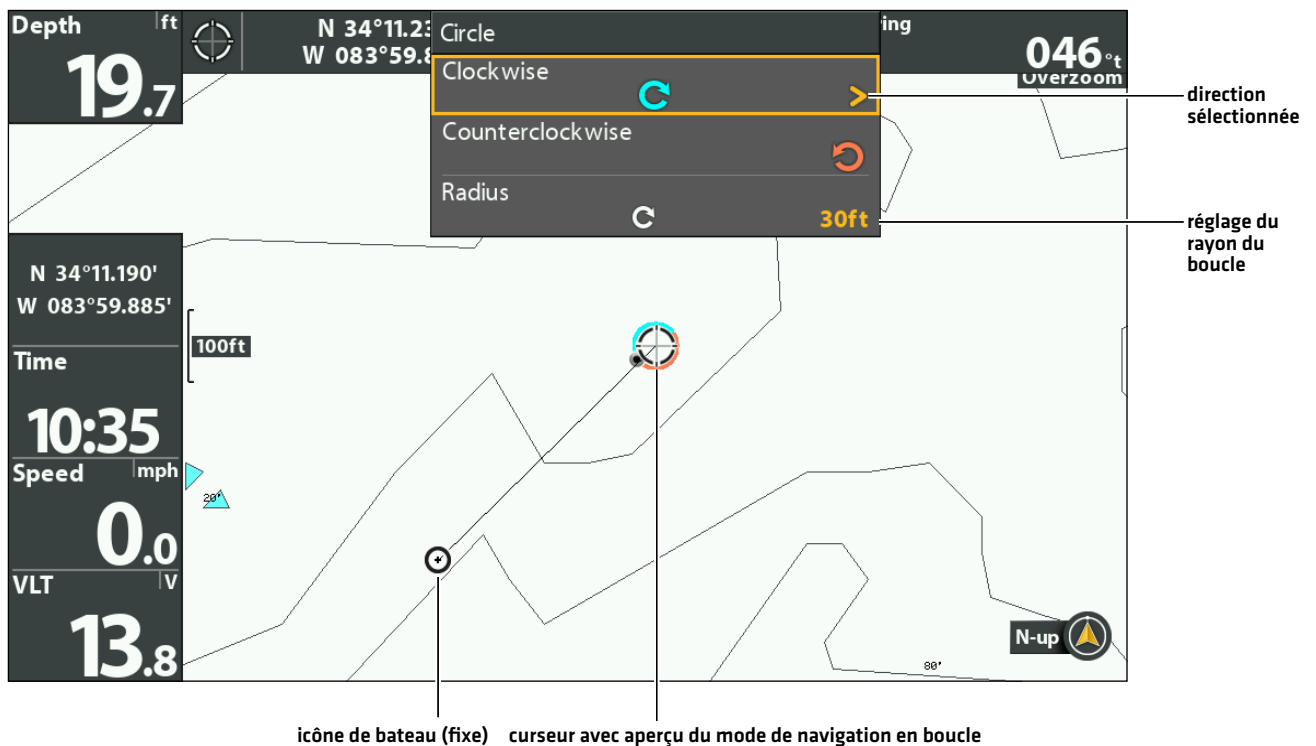 Depth ft
19.7
N 34°11.23
W 083°59.8
Circle
Clockwise
Counterclockwise
Radius
30ft
ing
046°t
Overzoom
direction
sélectionnée
réglage du
rayon du
boucle
N 34°11.190'
W 083°59.885'
100ft
Time
10:35
Speed mph
0.0
20'
VLT V
13.8
N-up
80'
icône de bateau (fixe) curseur avec aperçu du mode de navigation en boucle